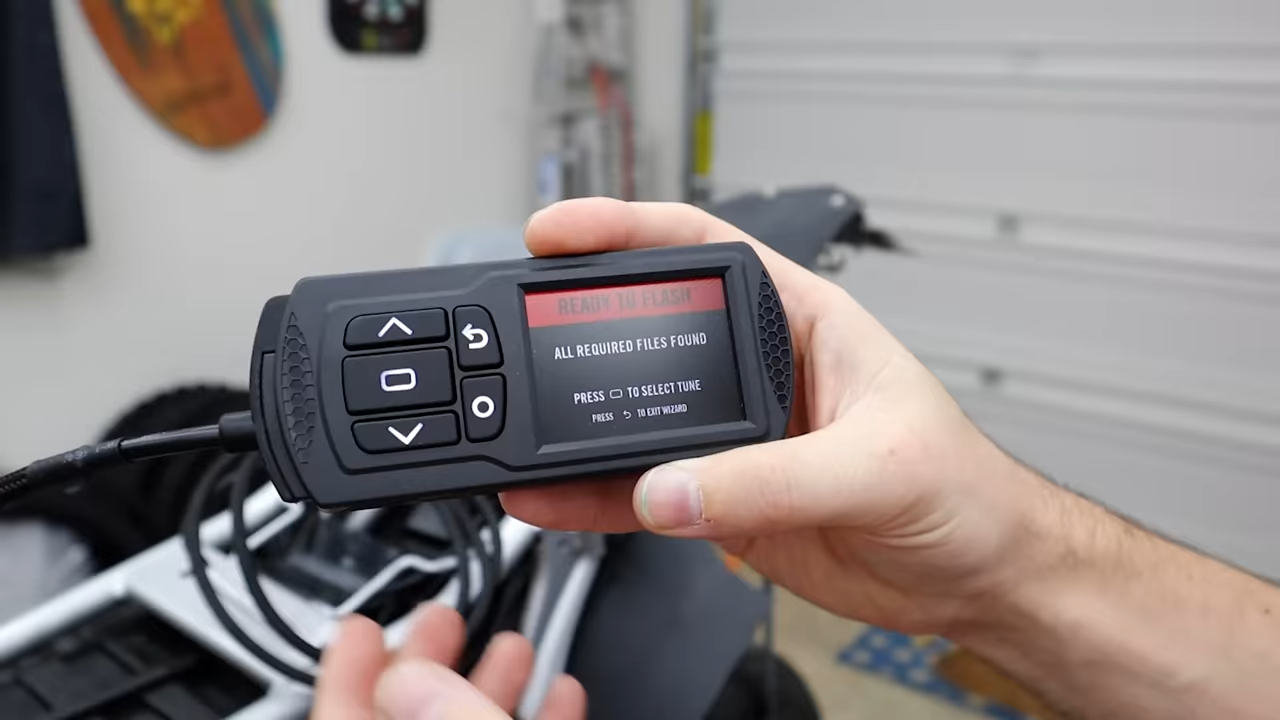 READY TO FLASH
ALL REQUIRED FILES FOUND
PRESS TO SELECT TUNE
PRESS TO EXIT WIZARD